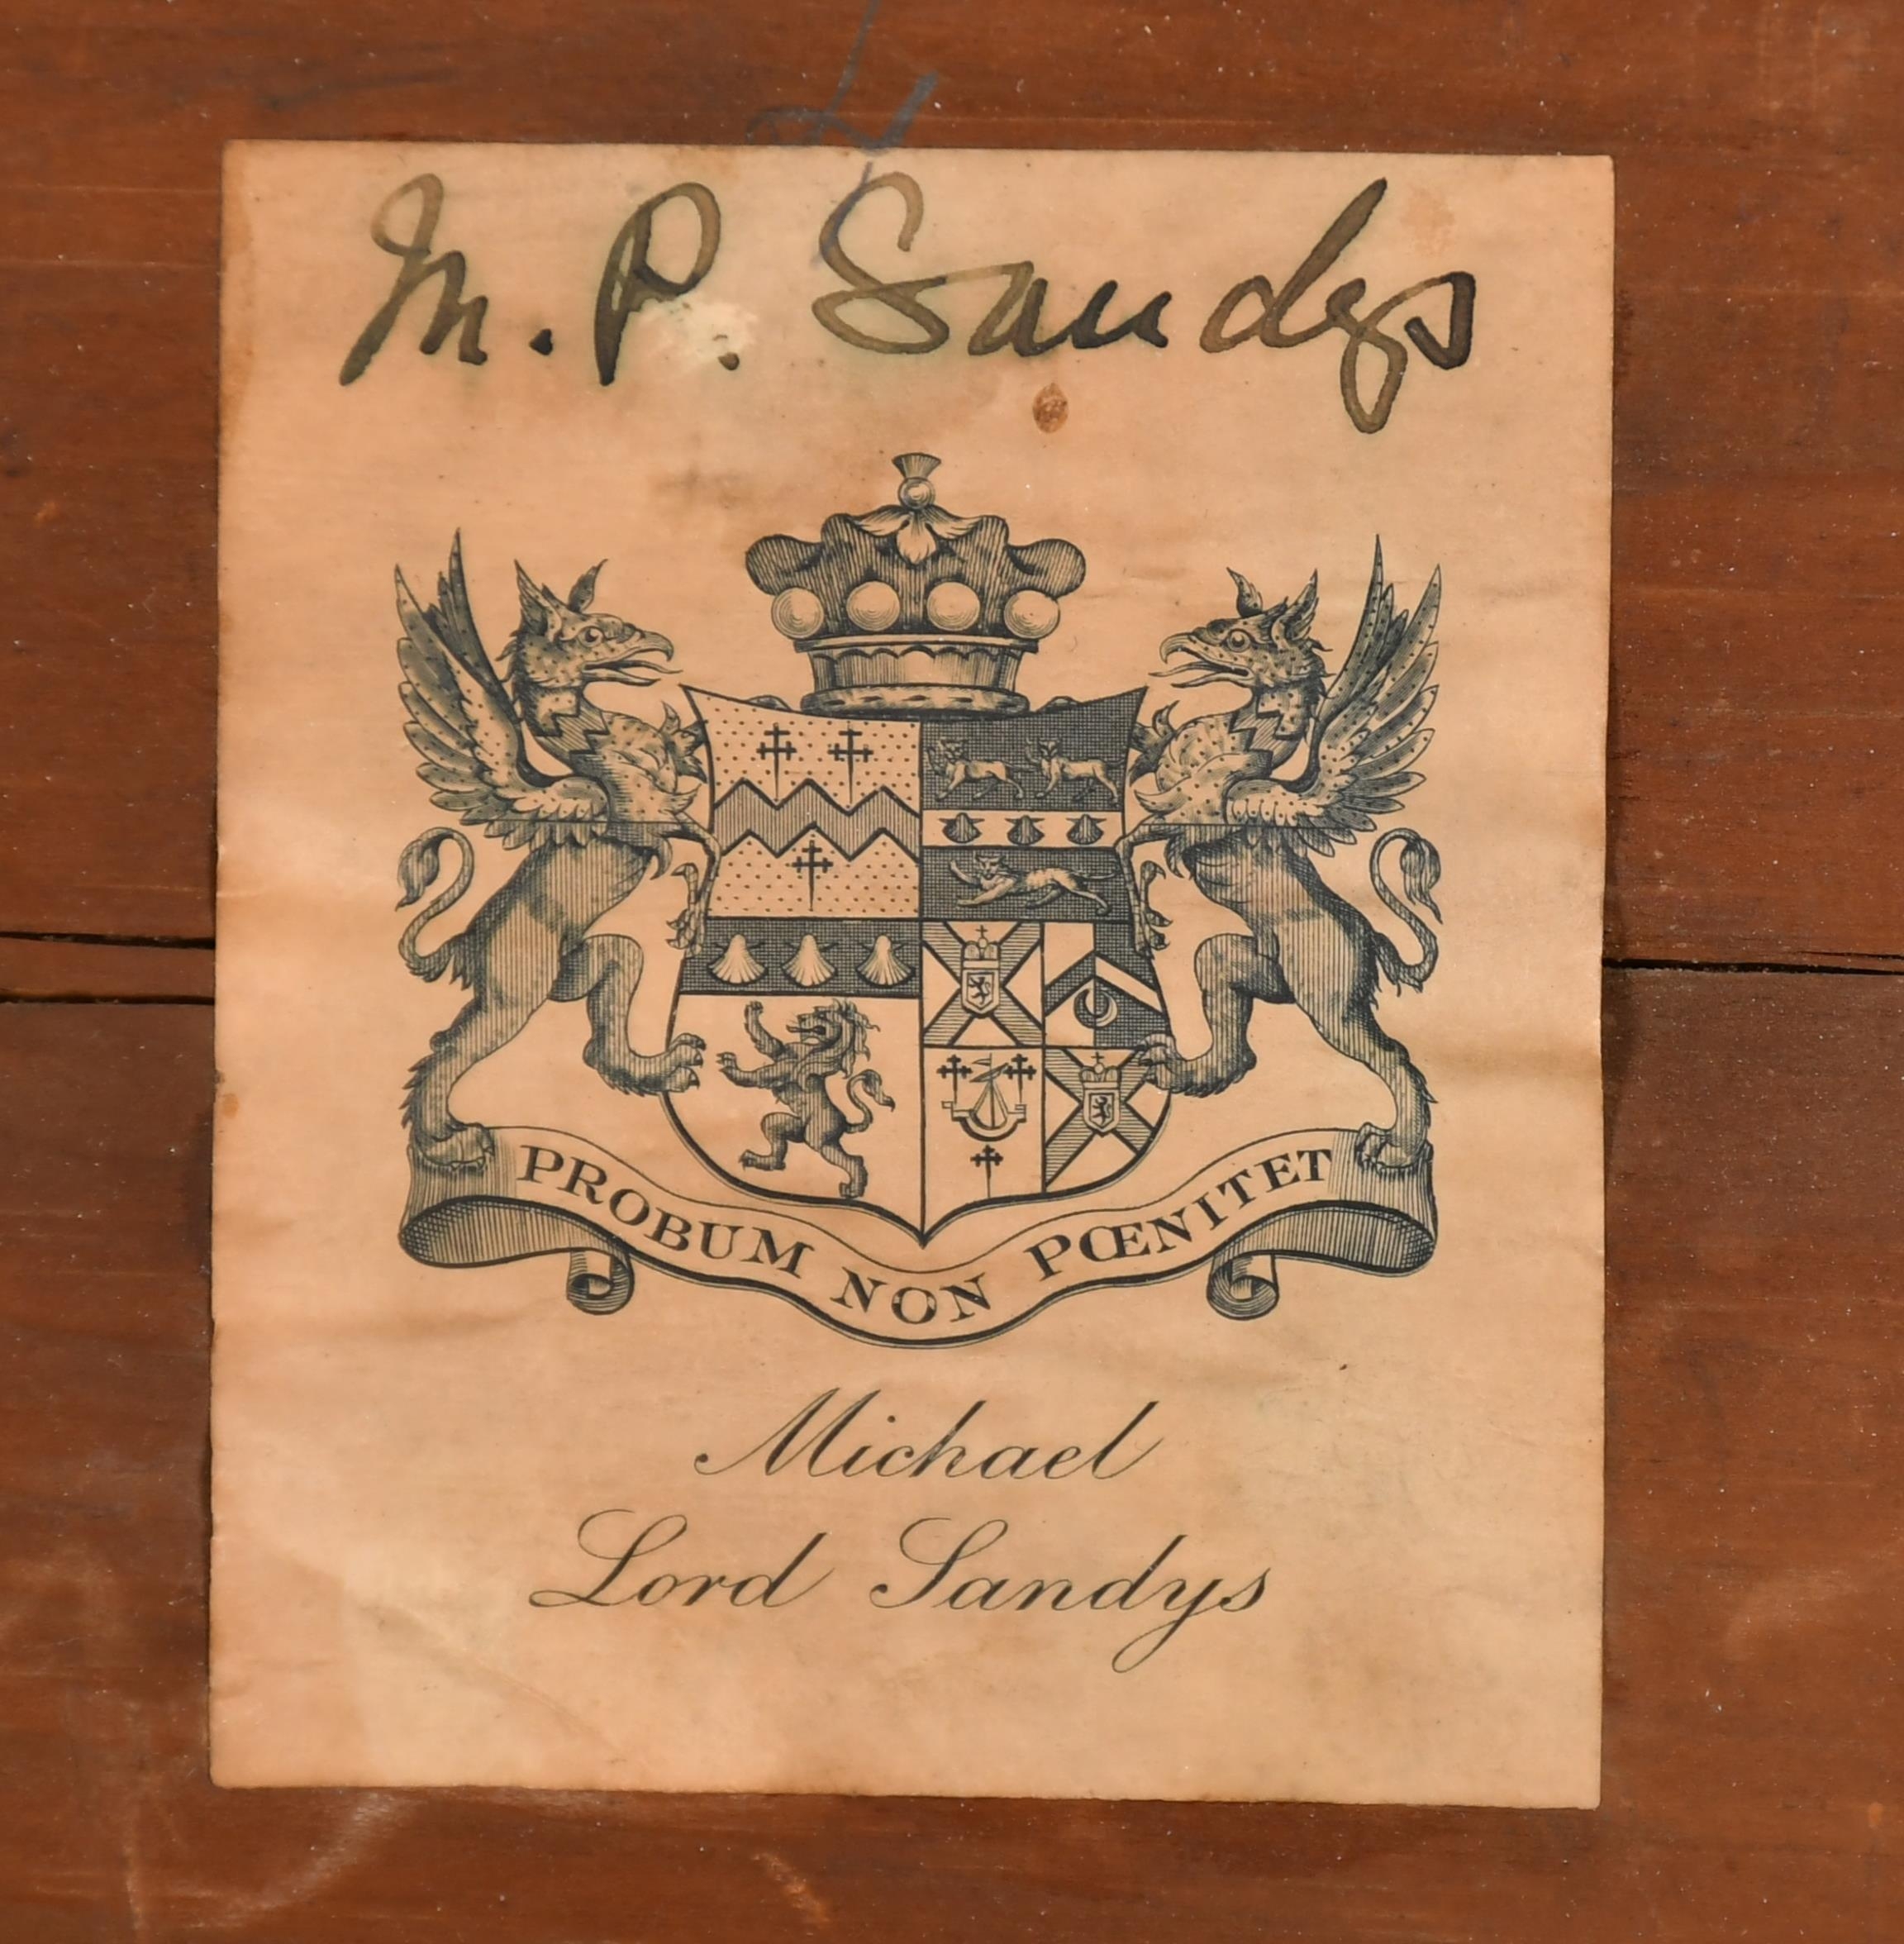 M. P. Sandys
PROBUM NON PŒNITET
Michael
Lord Sandys